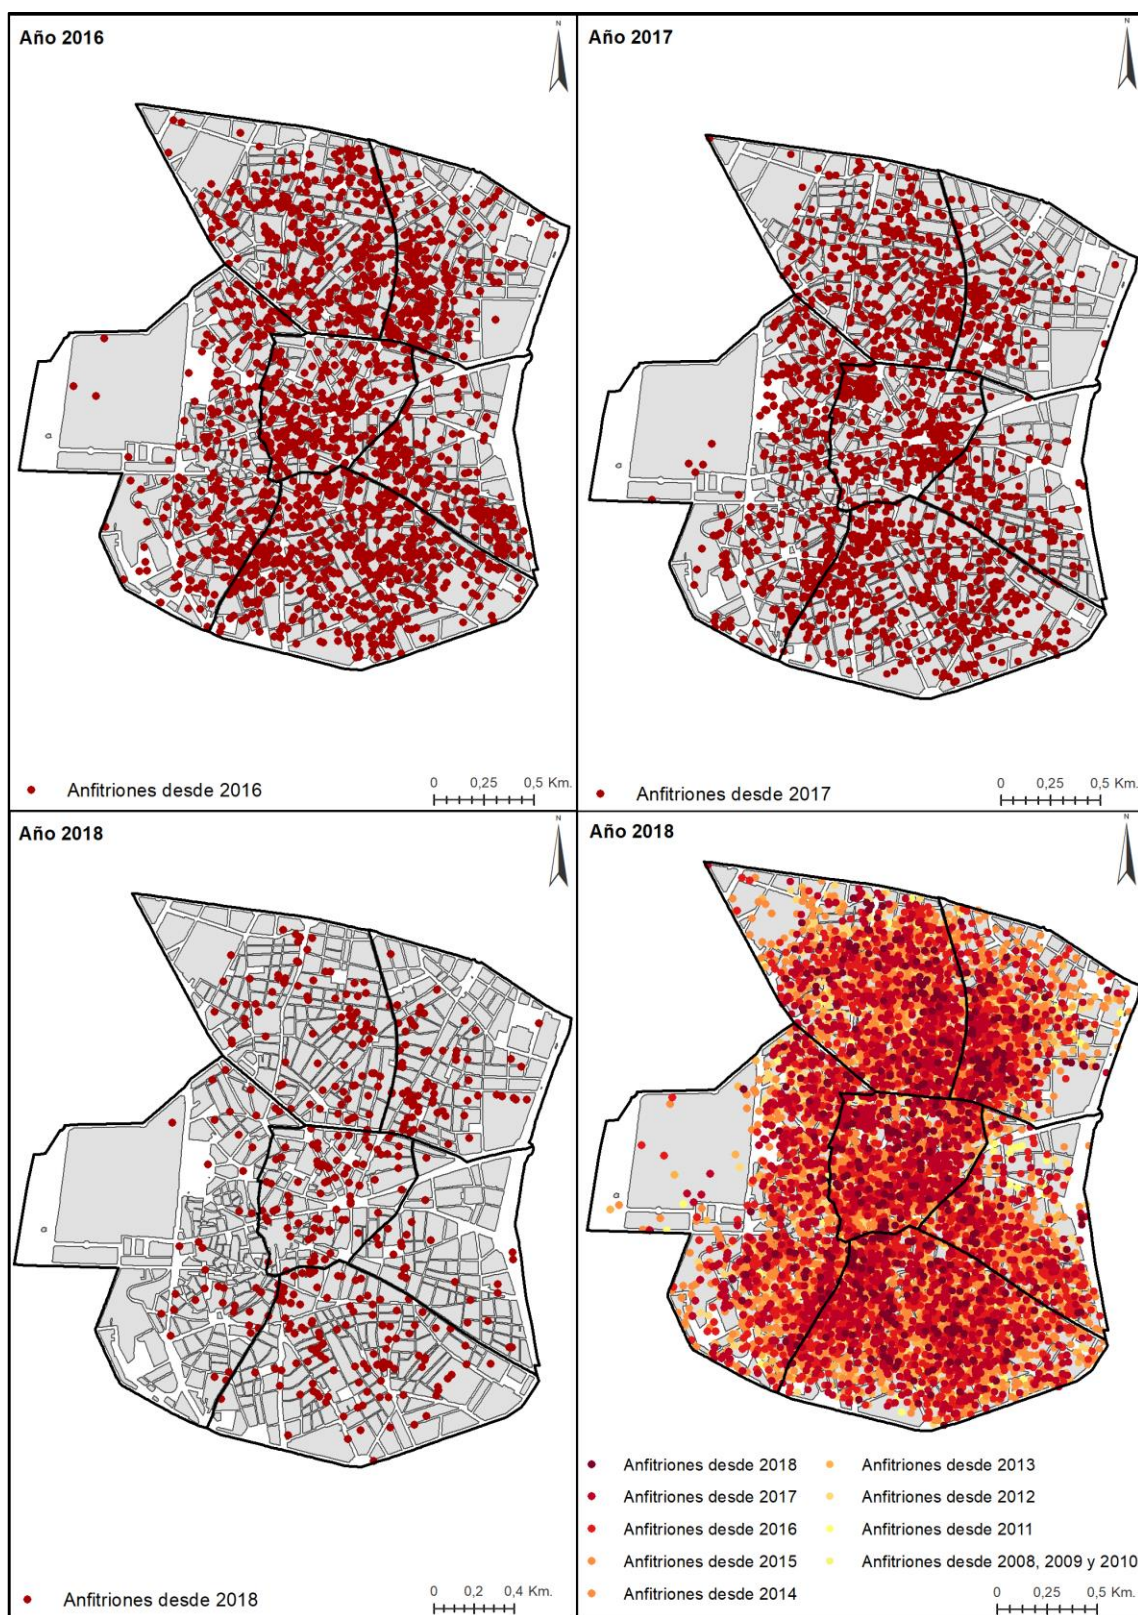 Año 2016
N
Anfitriones desde 2016
0 0,25 0,5 Km.
Año 2017
N
Anfitriones desde 2017
0 0,25 0,5 Km.
Año 2018
N
Anfitriones desde 2018
0 0,2 0,4 Km.
Año 2018
N
Anfitriones desde 2018
Anfitriones desde 2017
Anfitriones desde 2016
Anfitriones desde 2015
Anfitriones desde 2014
Anfitriones desde 2013
Anfitriones desde 2012
Anfitriones desde 2011
Anfitriones desde 2008, 2009 y 2010
0 0,25 0,5 Km.